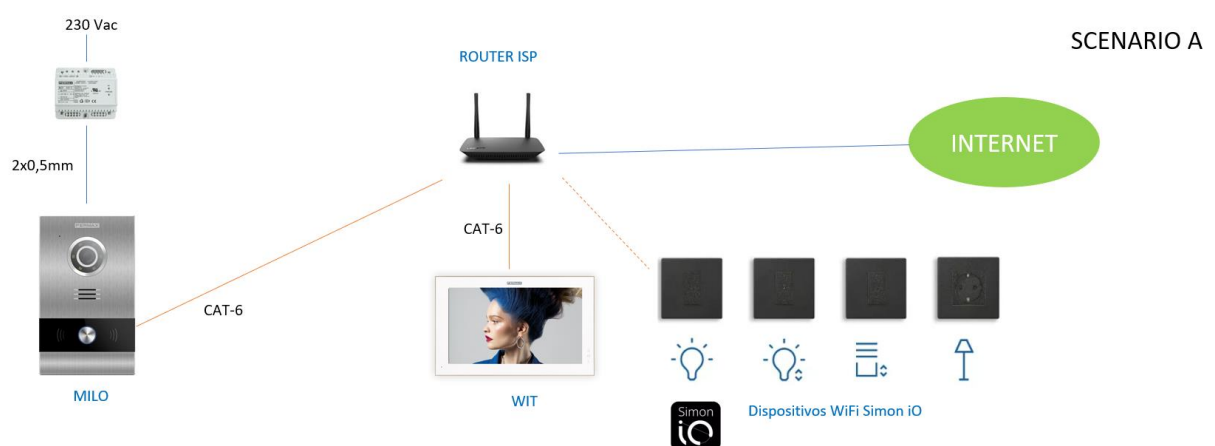 230 Vac
ROUTER ISP
SCENARIO A
INTERNET
2x0,5mm
CAT-6
CAT-6
MILO
WIT
Dispositivos WiFi Simon iO
Simon
iO